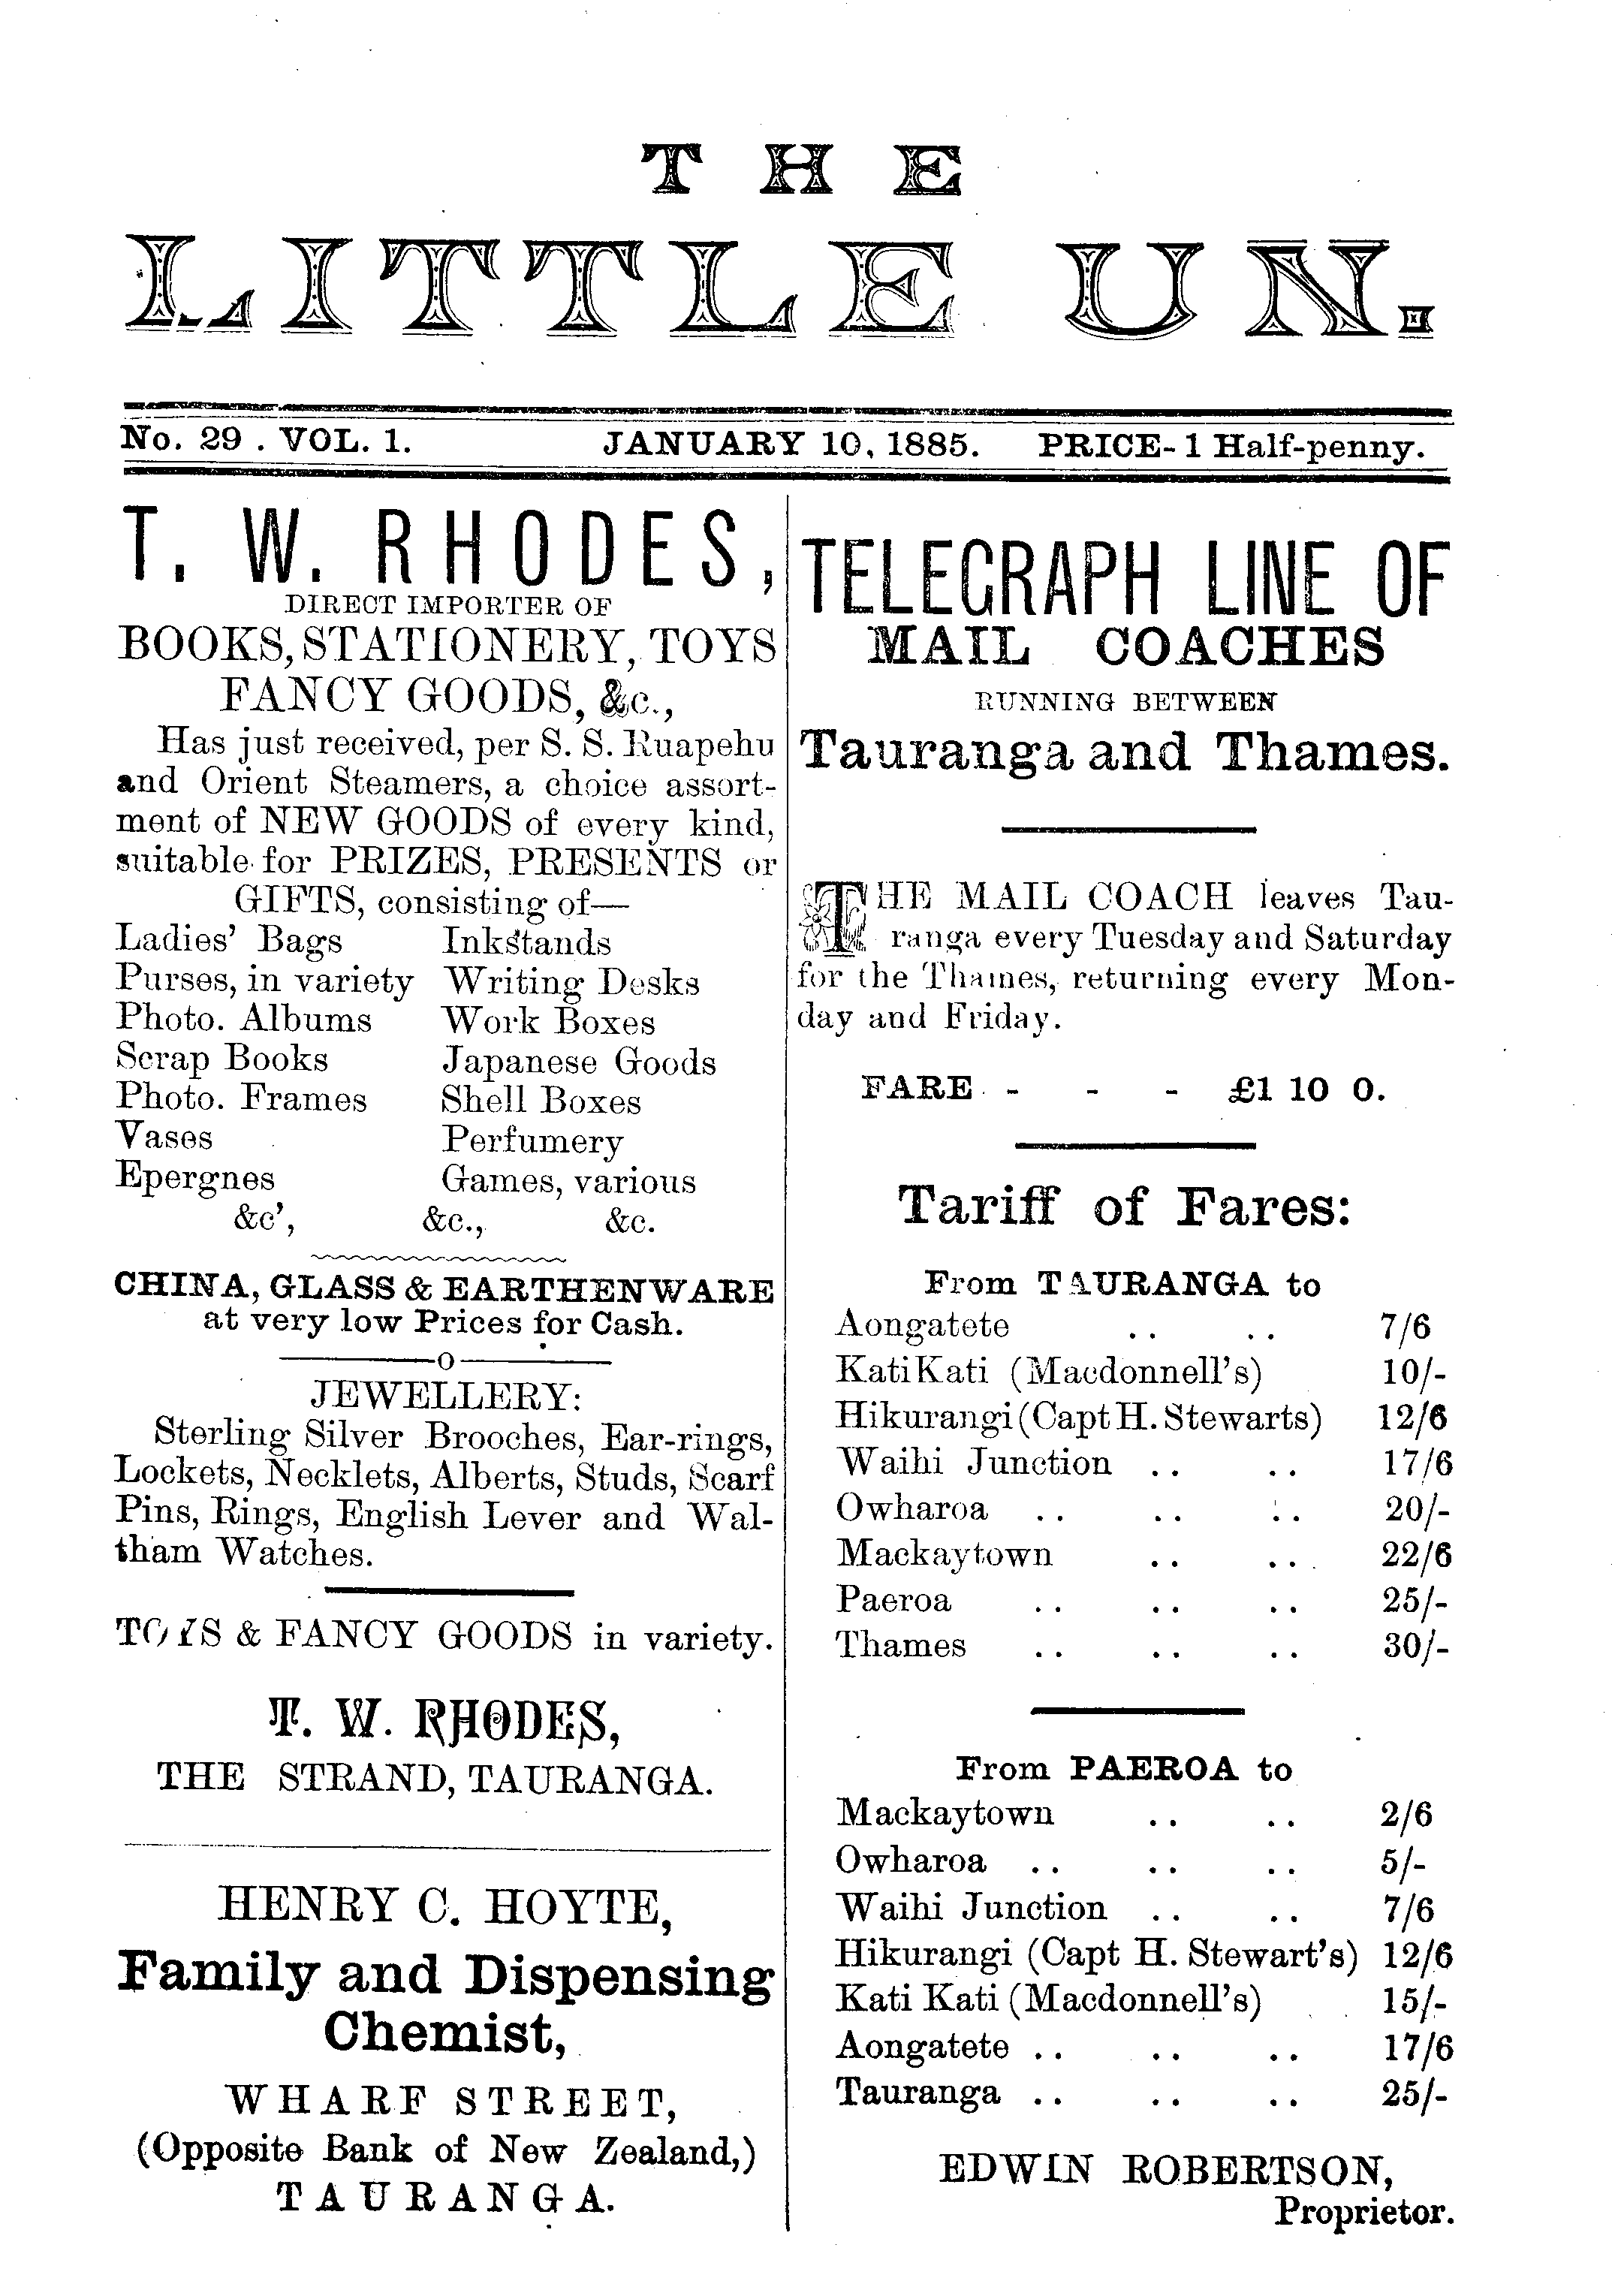 THE
LITTLE UN.
No. 29 . VOL. 1. JANUARY 10, 1885. PRICE- 1 Half-penny.
T. W. RHODES,
DIRECT IMPORTER OF
BOOKS, STATIONERY, TOYS
FANCY GOODS, &c.,
Has just received, per S. S. Ruapehu
and Orient Steamers, a choice assort-
ment of NEW GOODS of every kind,
suitable for PRIZES, PRESENTS or
GIFTS, consisting of—
Ladies' Bags Inkstands
Purses, in variety Writing Desks
Photo. Albums Work Boxes
Scrap Books Japanese Goods
Photo. Frames Shell Boxes
Vases Perfumery
Epergnes Games, various
&c', &c., &c.
CHINA, GLASS & EARTHENWARE
at very low Prices for Cash.
o
JEWELLERY:
Sterling Silver Brooches, Ear-rings,
Lockets, Necklets, Alberts, Studs, Scarf
Pins, Rings, English Lever and Wal-
tham Watches.
TOYS & FANCY GOODS in variety.
T. W. RHODES,
THE STRAND, TAURANGA.
HENRY C. HOYTE,
Family and Dispensing
Chemist,
WHARF STREET,
(Opposite Bank of New Zealand,)
TAURANGA.
TELEGRAPH LINE OF
MAIL COACHES
RUNNING BETWEEN
Tauranga and Thames.
THE MAIL COACH leaves Tau-
ranga every Tuesday and Saturday
for the Thames, returning every Mon-
day and Friday.
FARE - - - £1 10 0.
Tariff of Fares:
From TAURANGA to
Aongatete .. .. 7/6
KatiKati (Macdonnell's) 10/-
Hikurangi (Capt H. Stewarts) 12/6
Waihi Junction .. .. 17/6
Owharoa .. .. .. 20/-
Mackaytown .. .. 22/6
Paeroa .. .. .. 25/-
Thames .. .. .. 30/-
From PAEROA to
Mackaytown .. .. 2/6
Owharoa .. .. .. 5/-
Waihi Junction .. .. 7/6
Hikurangi (Capt H. Stewart's) 12/6
Kati Kati (Macdonnell's) 15/-
Aongatete .. .. .. 17/6
Tauranga .. .. .. 25/-
EDWIN ROBERTSON,
Proprietor.